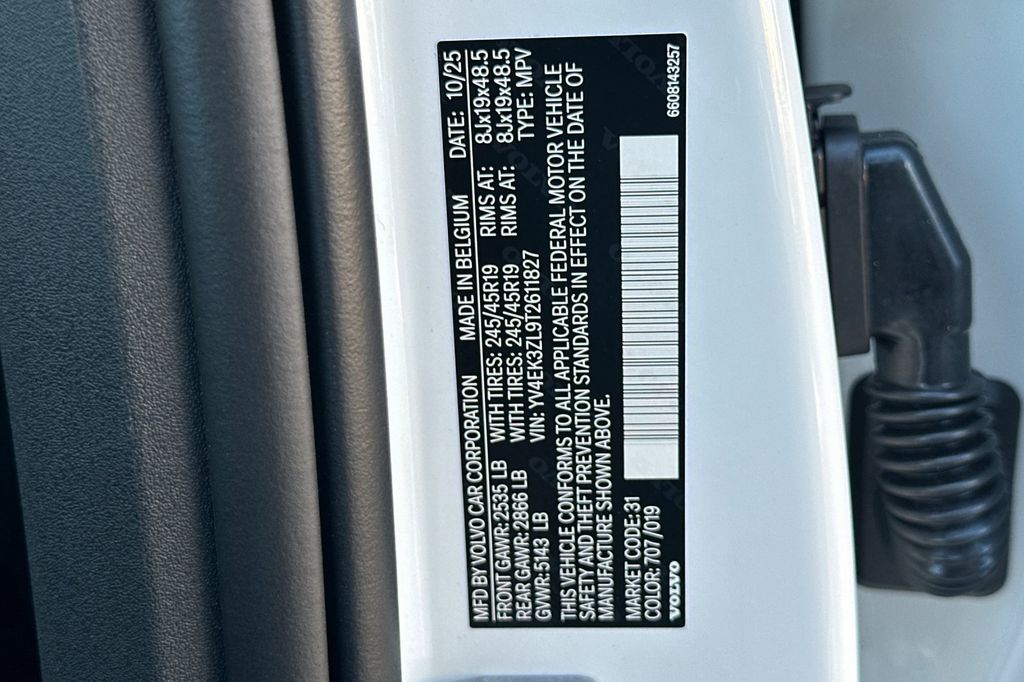 MFD BY VOLVO CAR CORPORATION MADE IN BELGIUM DATE: 10/25
FRONT GAWR:2535 LB WITH TIRES: 245/45R19 RIMS AT: 8Jx19x48.5
REAR GAWR:2866 LB WITH TIRES: 245/45R19 RIMS AT: 8Jx19x48.5
GVWR:5143 LB VIN: YV4EK3ZL9T2611827 TYPE: MPV
THIS VEHICLE CONFORMS TO ALL APPLICABLE FEDERAL MOTOR VEHICLE
SAFETY AND THEFT PREVENTION STANDARDS IN EFFECT ON THE DATE OF
MANUFACTURE SHOWN ABOVE.
MARKET CODE:31
COLOR:707/019
VOLVO 6608143257